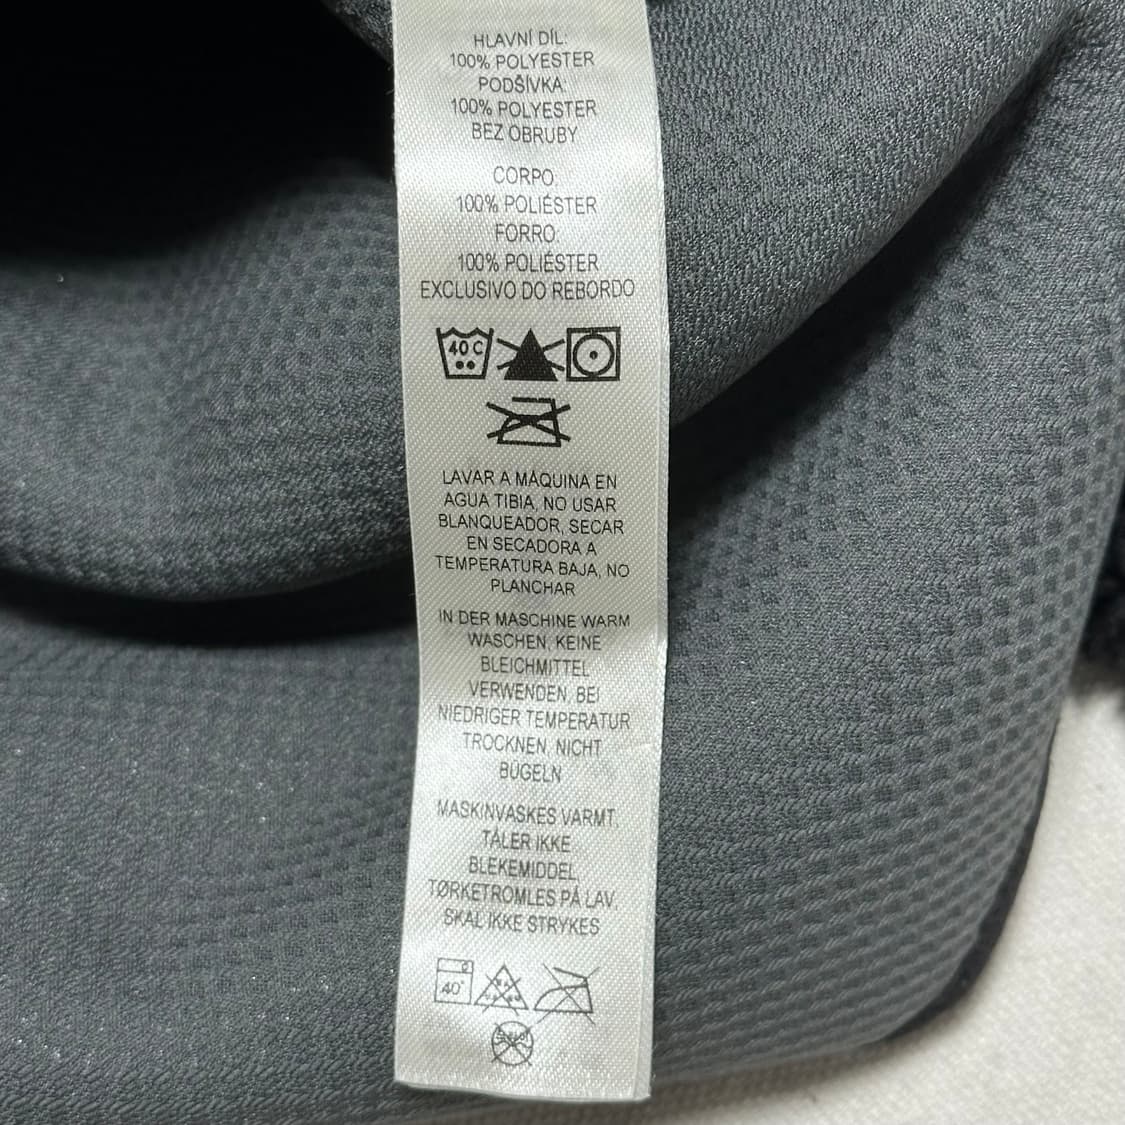 HLAVNÍ DÍL:
100% POLYESTER
PODŠÍVKA:
100% POLYESTER
BEZ OBRUBY
CORPO:
100% POLIÉSTER
FORRO:
100% POLIÉSTER
EXCLUSIVO DO REBORDO
40 C
LAVAR A MÁQUINA EN
AGUA TIBIA, NO USAR
BLANQUEADOR, SECAR
EN SECADORA A
TEMPERATURA BAJA, NO
PLANCHAR
IN DER MASCHINE WARM
WASCHEN, KEINE
BLEICHMITTEL
VERWENDEN, BEI
NIEDRIGER TEMPERATUR
TROCKNEN, NICHT
BÜGELN
MASKINVASKES VARMT,
TÅLER IKKE
BLEKEMIDDEL,
TØRKETROMLES PÅ LAV,
SKAL IKKE STRYKES
40°